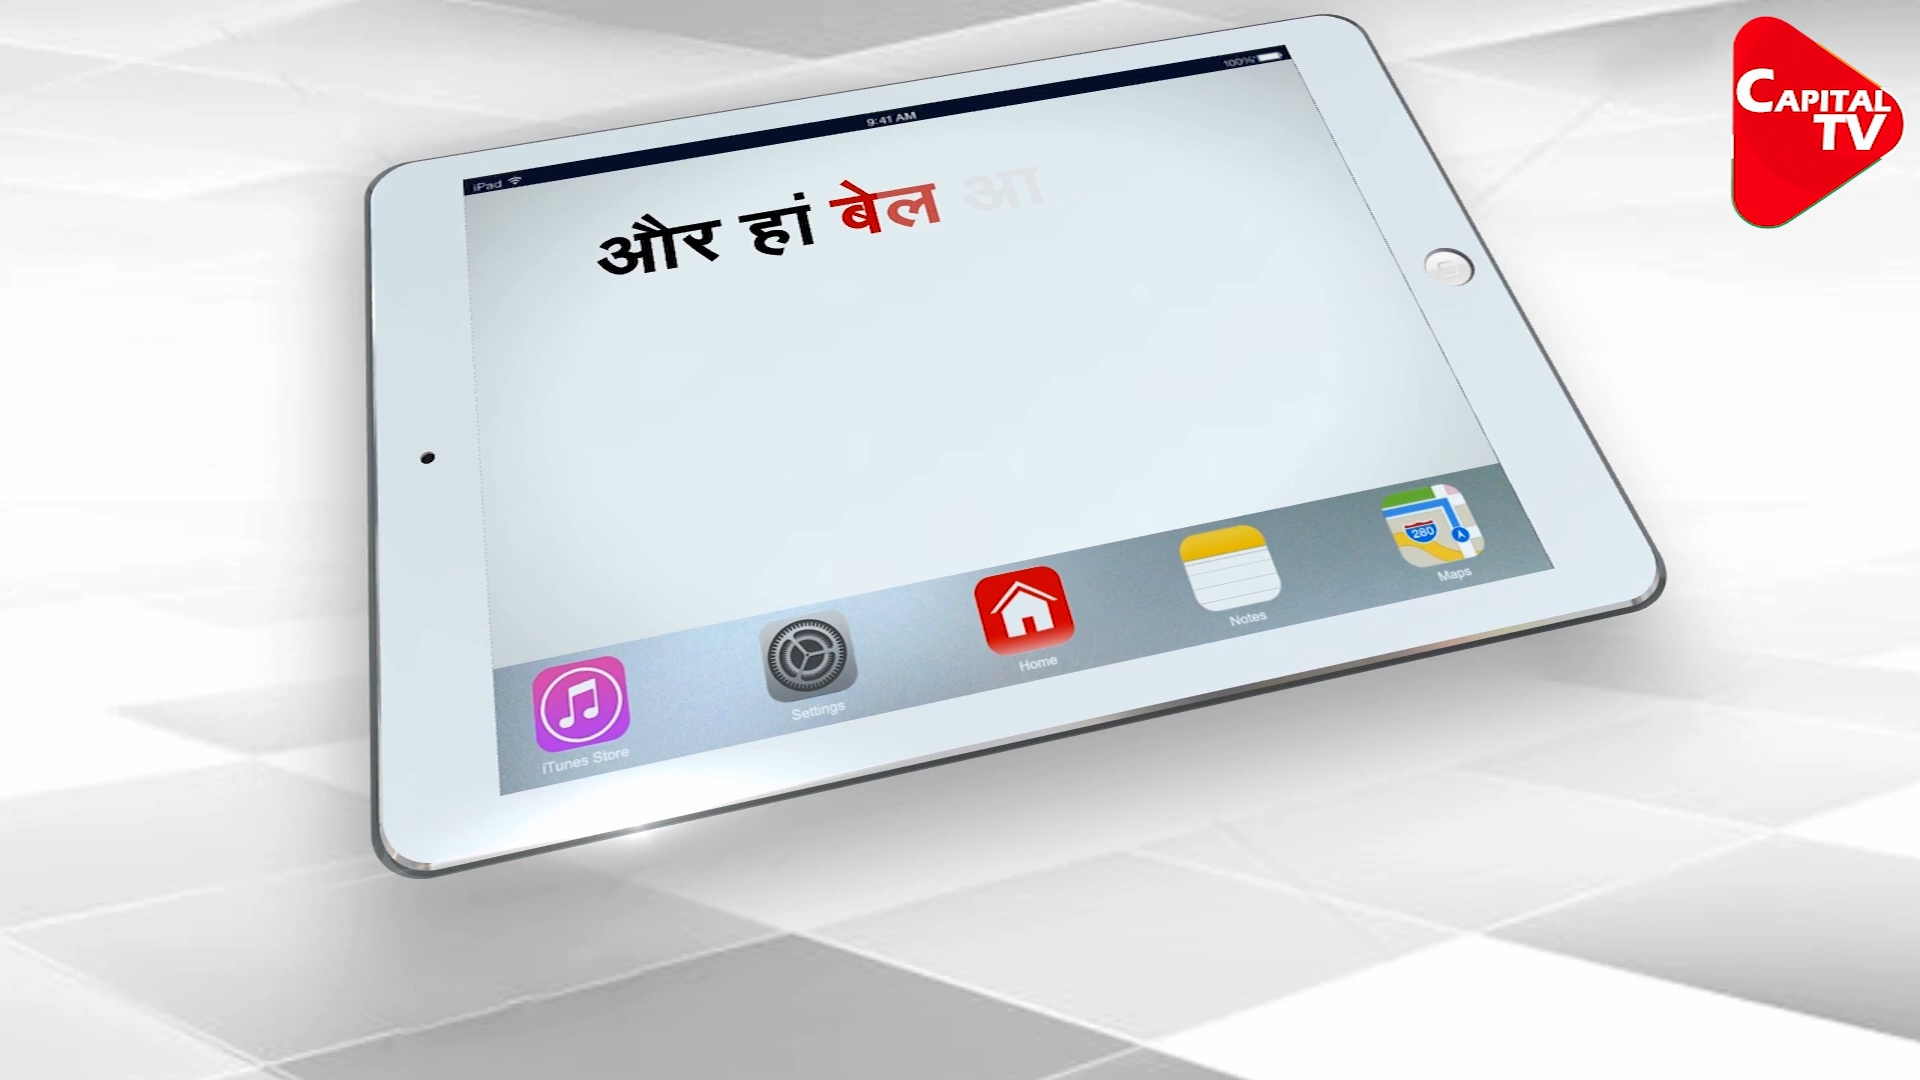 CAPITAL
TV
iPad
9:41 AM
100%
और हां बेल आ
280
iTunes Store
Settings
Home
Notes
Maps